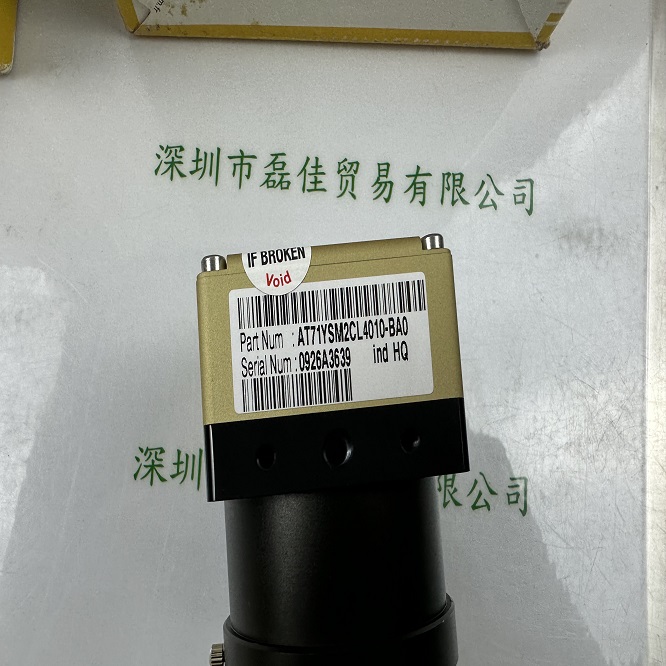 m.fr
深圳市磊佳贸易有限公司
IF BROKEN
Void
Part Num : AT71YSM2CL4010-BA0
Serial Num : 0926A3639 ind HQ
深圳
限公司